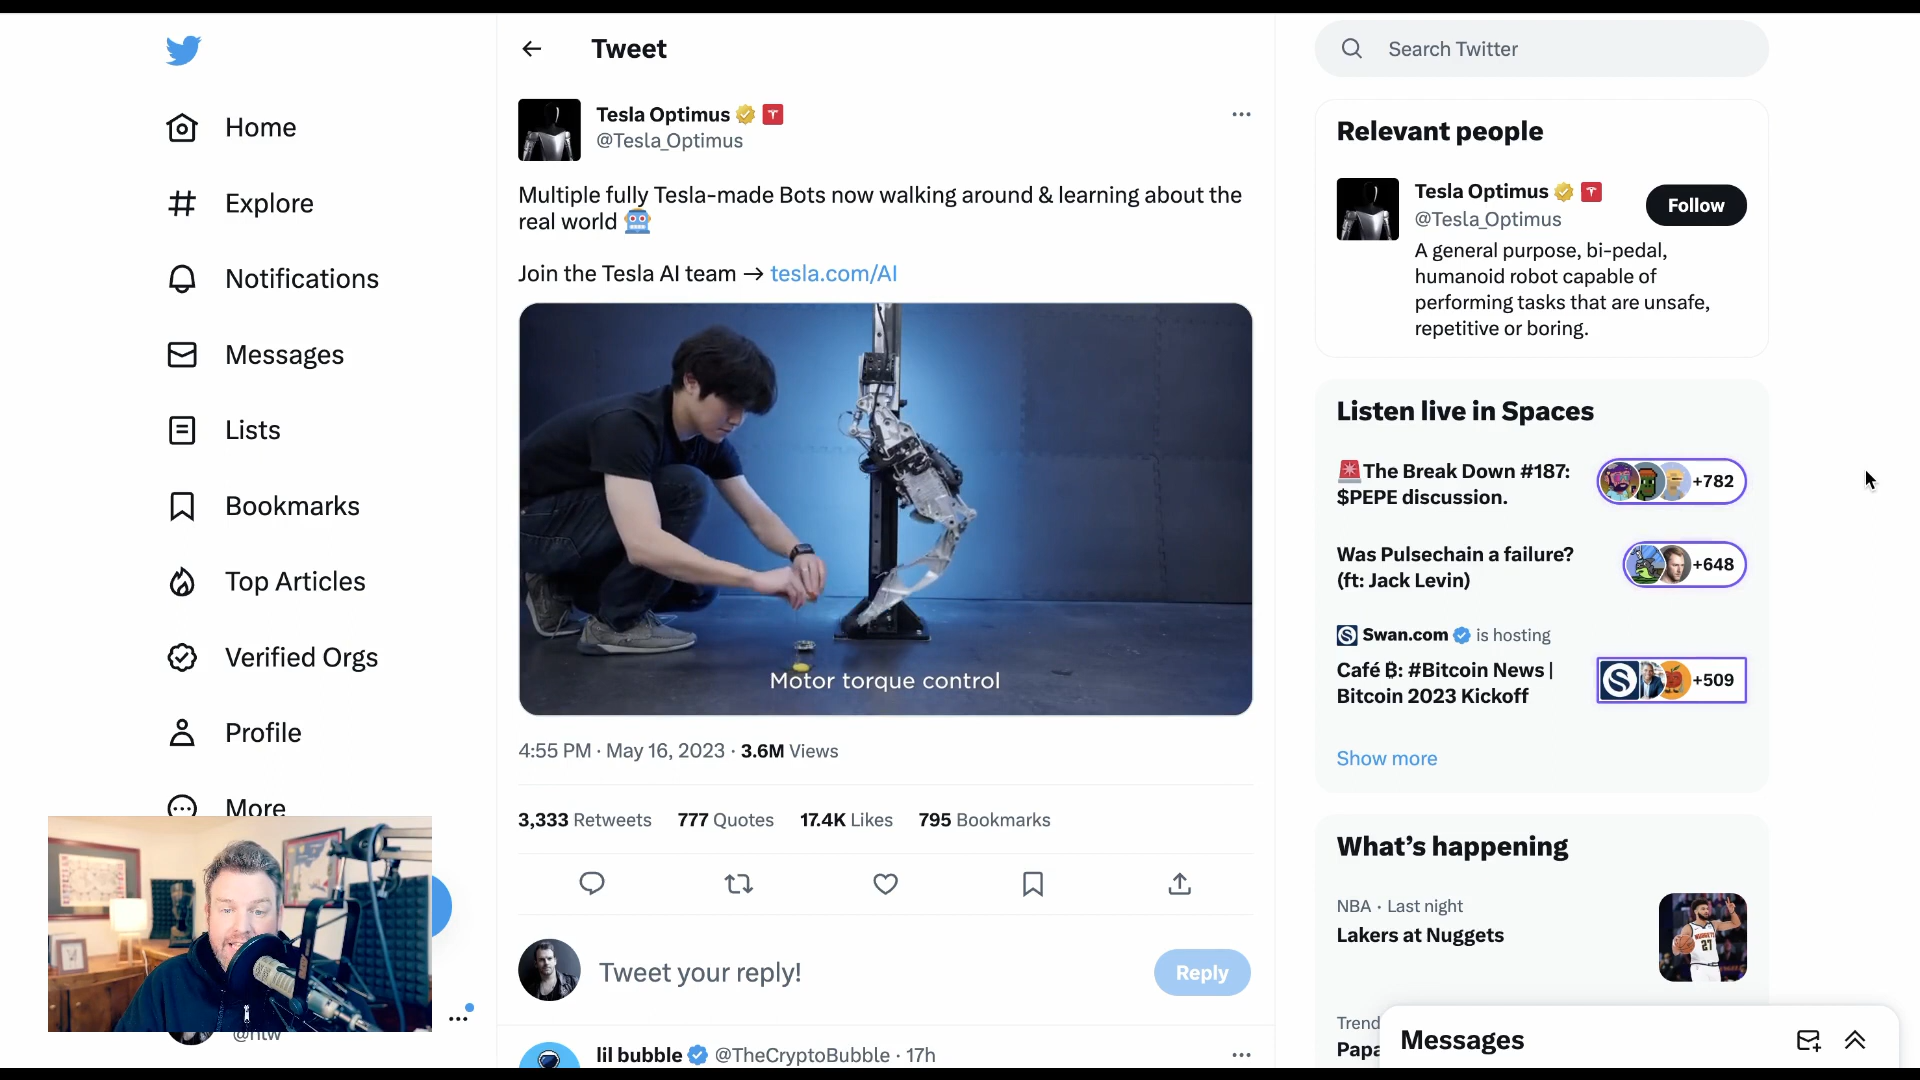 Home
Explore
Notifications
Messages
Lists
Bookmarks
Top Articles
Verified Orgs
Profile
More
Tweet
Tesla Optimus
@Tesla_Optimus
Multiple fully Tesla-made Bots now walking around & learning about the
real world 🤖
Join the Tesla AI team → tesla.com/AI
Motor torque control
4:55 PM · May 16, 2023 · 3.6M Views
3,333 Retweets 777 Quotes 17.4K Likes 795 Bookmarks
Tweet your reply!
Reply
lil bubble @TheCryptoBubble · 17h
Search Twitter
Relevant people
Tesla Optimus
@Tesla_Optimus
Follow
A general purpose, bi-pedal,
humanoid robot capable of
performing tasks that are unsafe,
repetitive or boring.
Listen live in Spaces
🚨The Break Down #187:
$PEPE discussion.
+782
Was Pulsechain a failure?
(ft: Jack Levin)
+648
Swan.com is hosting
Café ₿: #Bitcoin News |
Bitcoin 2023 Kickoff
+509
Show more
What's happening
NBA · Last night
Lakers at Nuggets
Trend
Papa
Messages